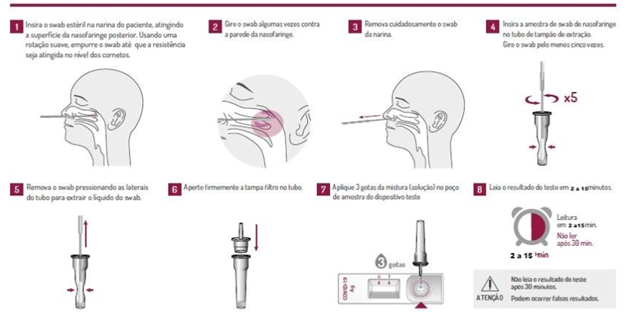 1 Insira o swab estéril na narina do paciente, atingindo
a superfície da nasofaringe posterior. Usando uma
rotação suave, empurre o swab até que a resistência
seja atingida no nível dos cornetos.
2 Gire o swab algumas vezes contra
a parede da nasofaringe.
3 Remova cuidadosamente o swab
da narina.
4 Insira a amostra de swab de nasofaringe
no tubo de tampão de extração.
Gire o swab pelo menos cinco vezes.
x5
5 Remova o swab pressionando as laterais
do tubo para extrair o líquido do swab.
6 Aperte firmemente a tampa filtro no tubo.
7 Aplique 3 gotas da mistura (solução) no poço
de amostra do dispositivo teste
3 gotas
COVID-19
Ag
8 Leia o resultado do teste em 2 a 15 minutos.
Leitura
em 2 a 15 min.
Não ler
após 30 min.
2 a 15 min
ATENÇÃO
Não leia o resultado do teste
após 30 minutos.
Podem ocorrer falsos resultados.